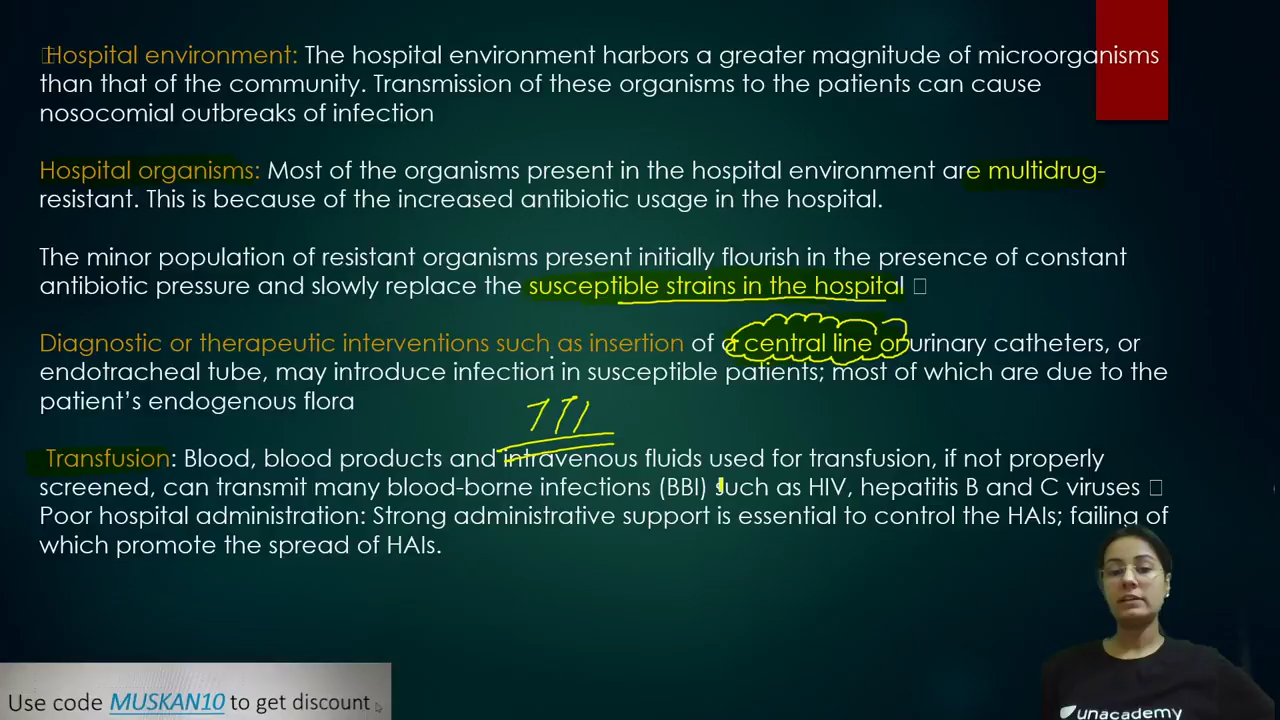 Hospital environment: The hospital environment harbors a greater magnitude of microorganisms
than that of the community. Transmission of these organisms to the patients can cause
nosocomial outbreaks of infection
Hospital organisms: Most of the organisms present in the hospital environment are multidrug-
resistant. This is because of the increased antibiotic usage in the hospital.
The minor population of resistant organisms present initially flourish in the presence of constant
antibiotic pressure and slowly replace the susceptible strains in the hospital
Diagnostic or therapeutic interventions such as insertion of a central line or urinary catheters, or
endotracheal tube, may introduce infection in susceptible patients; most of which are due to the
patient’s endogenous flora
Transfusion: Blood, blood products and intravenous fluids used for transfusion, if not properly
screened, can transmit many blood-borne infections (BBI) such as HIV, hepatitis B and C viruses
Poor hospital administration: Strong administrative support is essential to control the HAIs; failing of
which promote the spread of HAIs.
Use code MUSKAN10 to get discount
unacademy